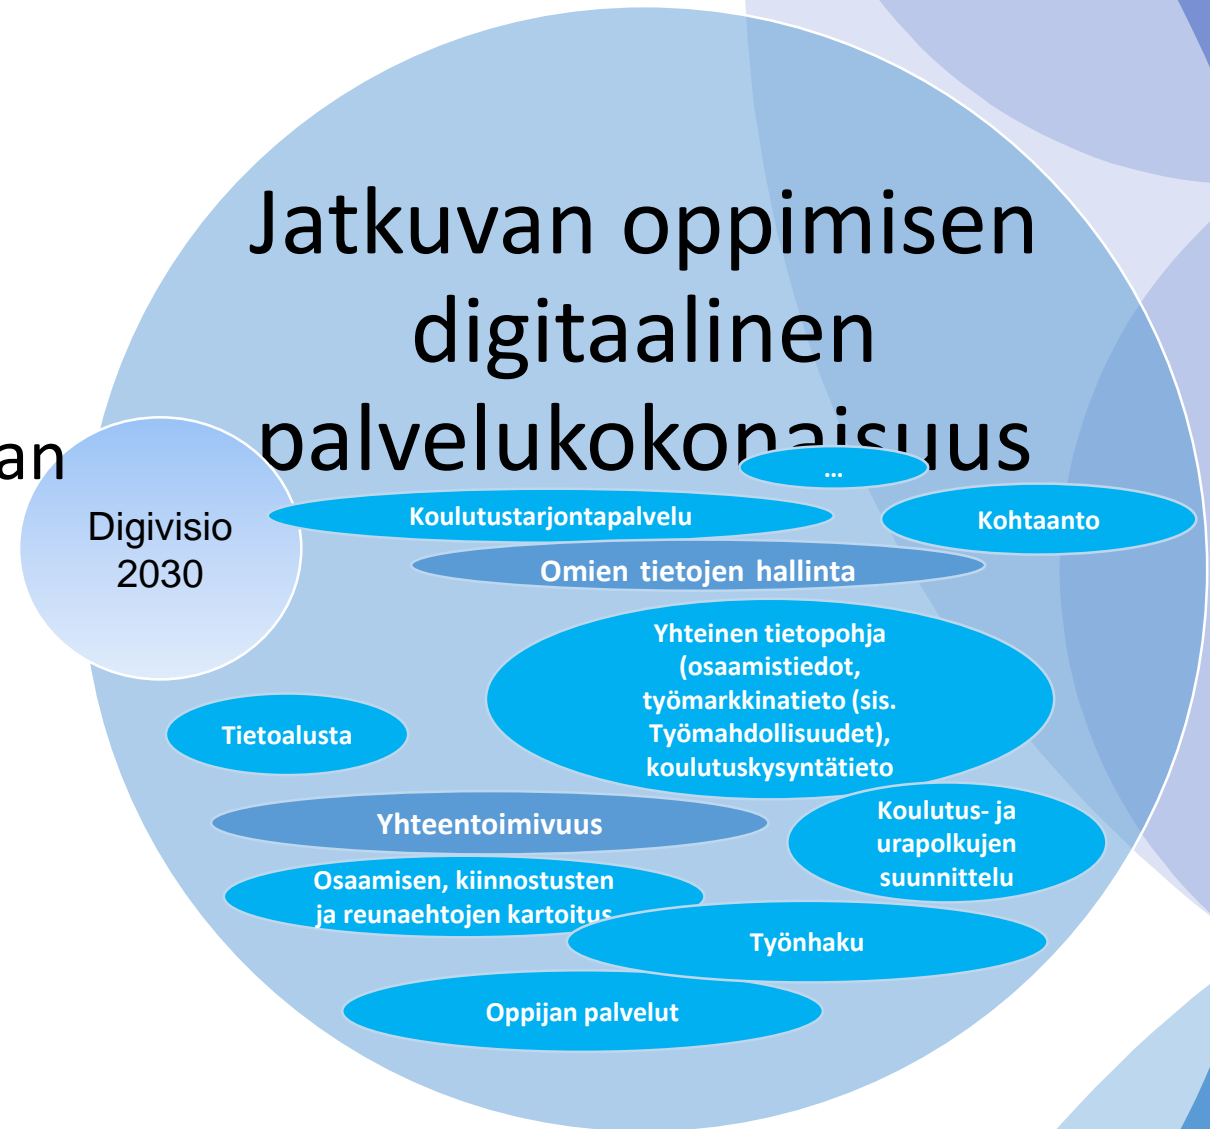 Jatkuvan oppimisen
digitaalinen
palvelukokonaisuus
an
Digivisio
2030
…
Koulutustarjontapalvelu
Kohtaanto
Omien tietojen hallinta
Yhteinen tietopohja
(osaamistiedot,
työmarkkinatieto (sis.
Työmahdollisuudet),
koulutuskysyntätieto
Tietoalusta
Yhteentoimivuus
Koulutus- ja
urapolkujen
suunnittelu
Osaamisen, kiinnostusten
ja reunaehtojen kartoitus
Työnhaku
Oppijan palvelut